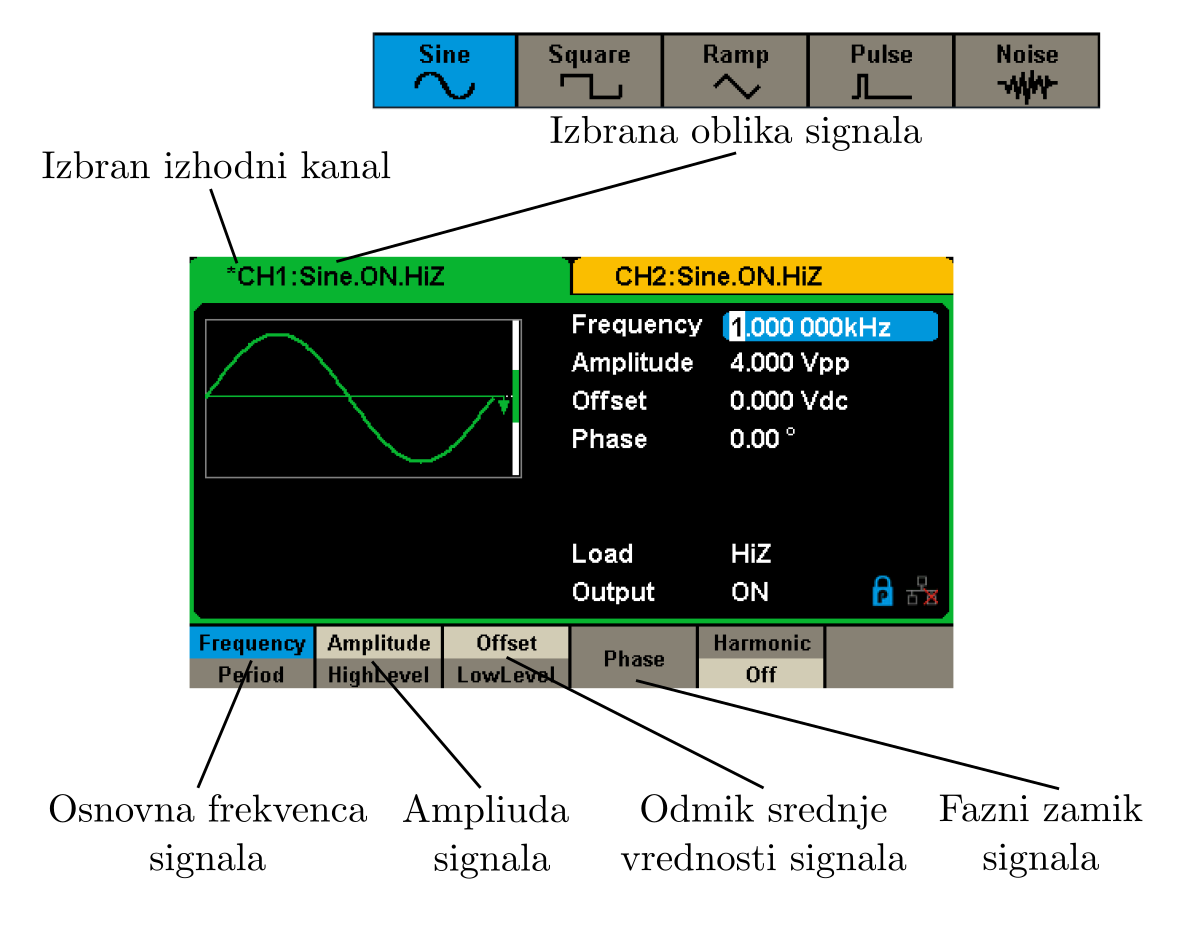 Sine Square Ramp Pulse Noise
Izbrana oblika signala
Izbran izhodni kanal
*CH1:Sine.ON.HiZ CH2:Sine.ON.HiZ
Frequency 1.000 000kHz
Amplitude 4.000 Vpp
Offset 0.000 Vdc
Phase 0.00 °
Load HiZ
Output ON
Frequency Amplitude Offset Phase Harmonic
Period HighLevel LowLevel Off
Osnovna frekvenca Ampliuda Odmik srednje Fazni zamik
signala signala vrednosti signala signala